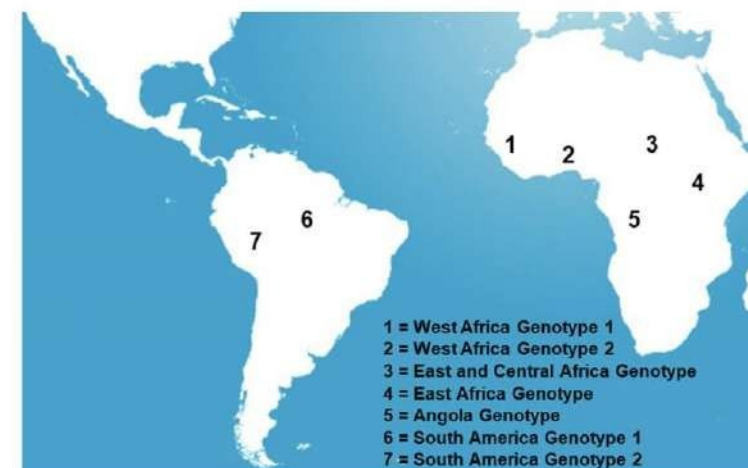 1
2
3
4
5
6
7
1 = West Africa Genotype 1
2 = West Africa Genotype 2
3 = East and Central Africa Genotype
4 = East Africa Genotype
5 = Angola Genotype
6 = South America Genotype 1
7 = South America Genotype 2